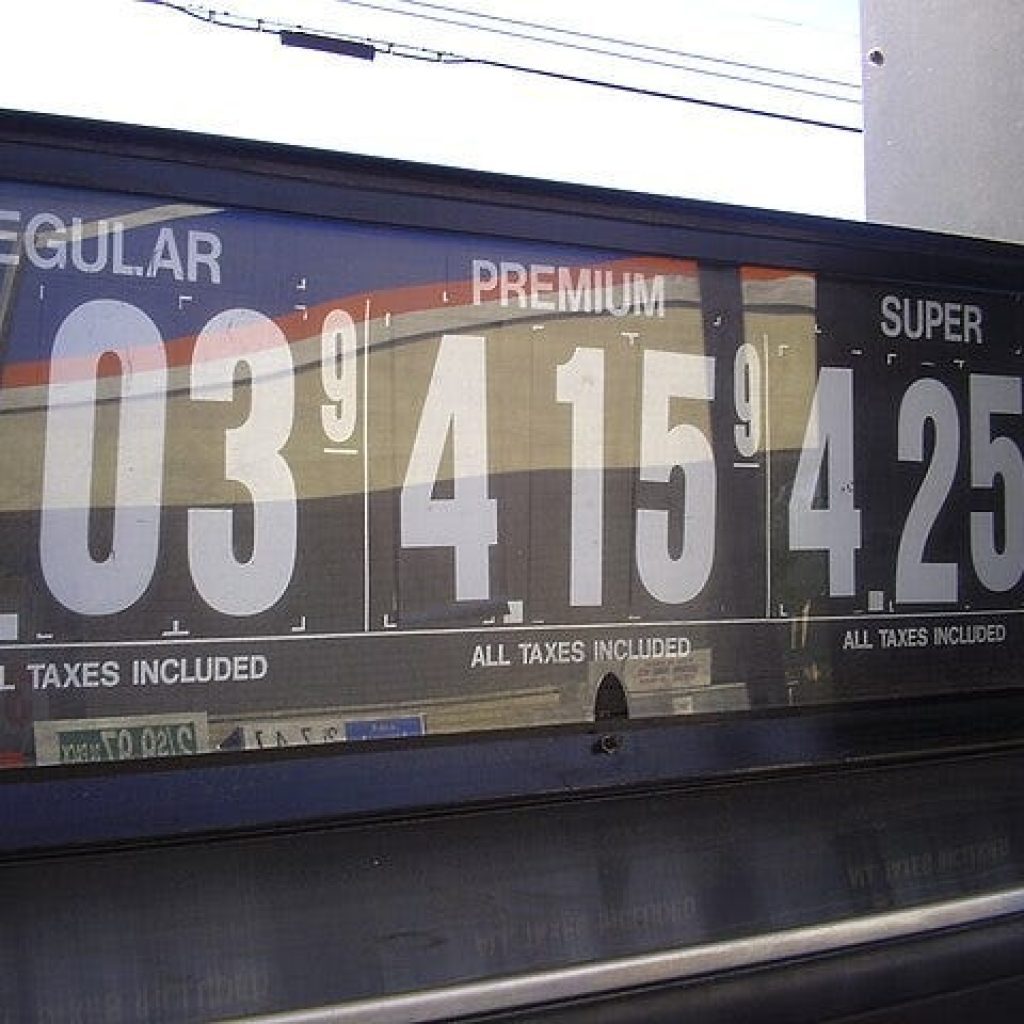 EGULAR PREMIUM SUPER
.03 9 4.15 9 4.25
L TAXES INCLUDED ALL TAXES INCLUDED ALL TAXES INCLUDED